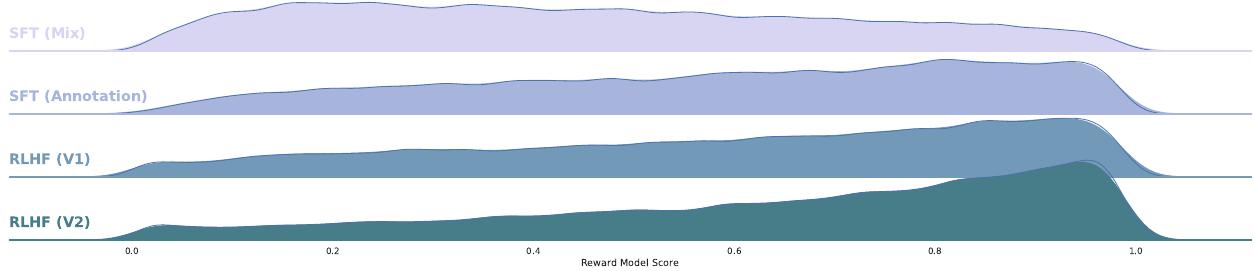 SFT (Mix)
SFT (Annotation)
RLHF (V1)
RLHF (V2)
0.0 0.2 0.4 0.6 0.8 1.0
Reward Model Score